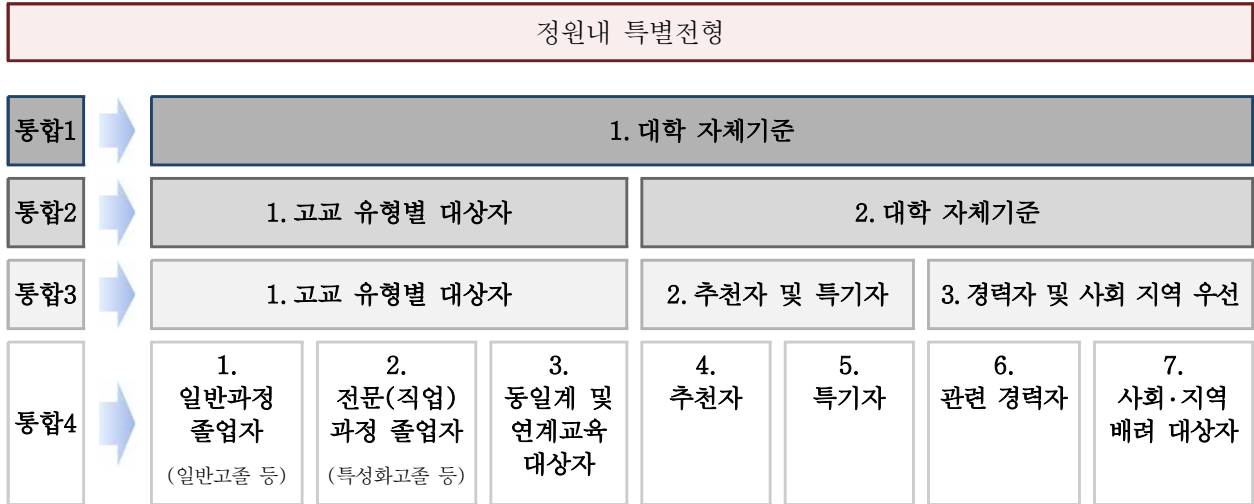 정원내 특별전형
통합1
1. 대학 자체기준
통합2
1. 고교 유형별 대상자
2. 대학 자체기준
통합3
1. 고교 유형별 대상자
2. 추천자 및 특기자
3. 경력자 및 사회 지역 우선
통합4
1.
일반과정
졸업자
(일반고졸 등)
2.
전문(직업)
과정 졸업자
(특성화고졸 등)
3.
동일계 및
연계교육
대상자
4.
추천자
5.
특기자
6.
관련 경력자
7.
사회·지역
배려 대상자